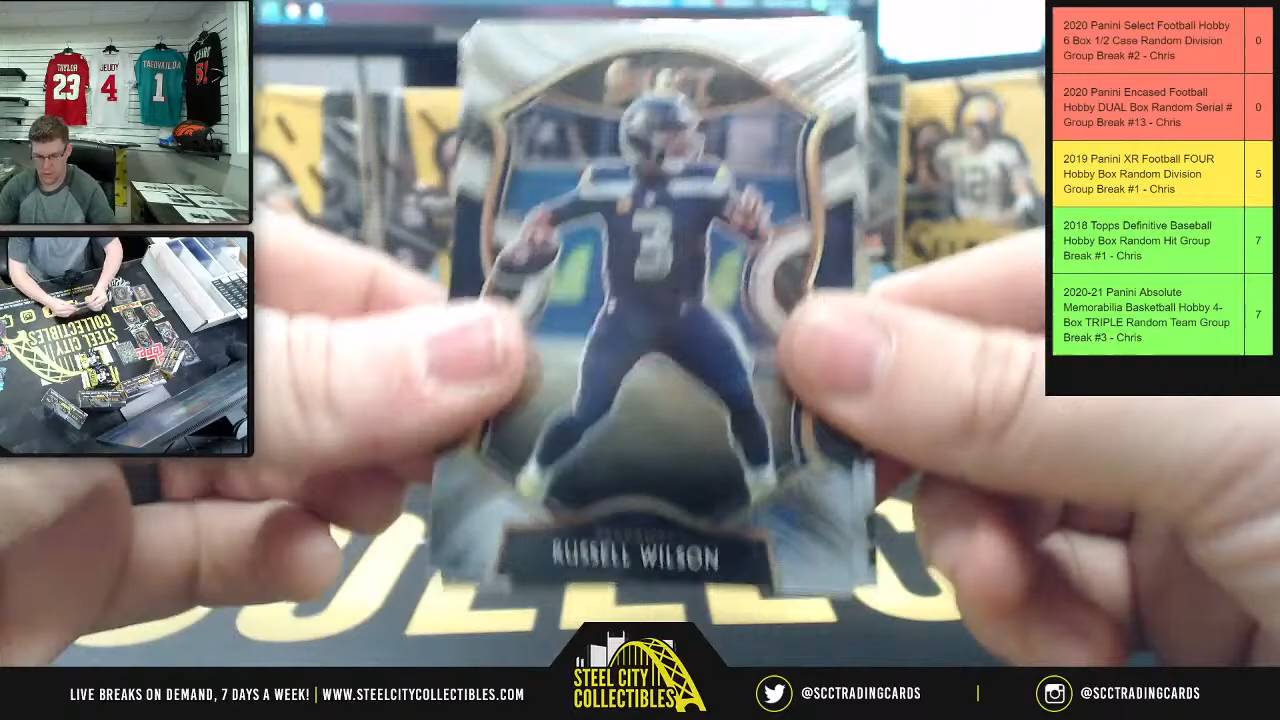 TAYLOR
23
JEUDY
4
TAGOVAILOA
1
STEEL CITY
COLLECTIBLES
3
RUSSELL WILSON
12
2020 Panini Select Football Hobby
6 Box 1/2 Case Random Division
Group Break #2 - Chris
0
2020 Panini Encased Football
Hobby DUAL Box Random Serial #
Group Break #13 - Chris
0
2019 Panini XR Football FOUR
Hobby Box Random Division
Group Break #1 - Chris
5
2018 Topps Definitive Baseball
Hobby Box Random Hit Group
Break #1 - Chris
7
2020-21 Panini Absolute
Memorabilia Basketball Hobby 4-
Box TRIPLE Random Team Group
Break #3 - Chris
7
LIVE BREAKS ON DEMAND, 7 DAYS A WEEK! | WWW.STEELCITYCOLLECTIBLES.COM
STEEL CITY
COLLECTIBLES
@SCCTRADINGCARDS
@SCCTRADINGCARDS